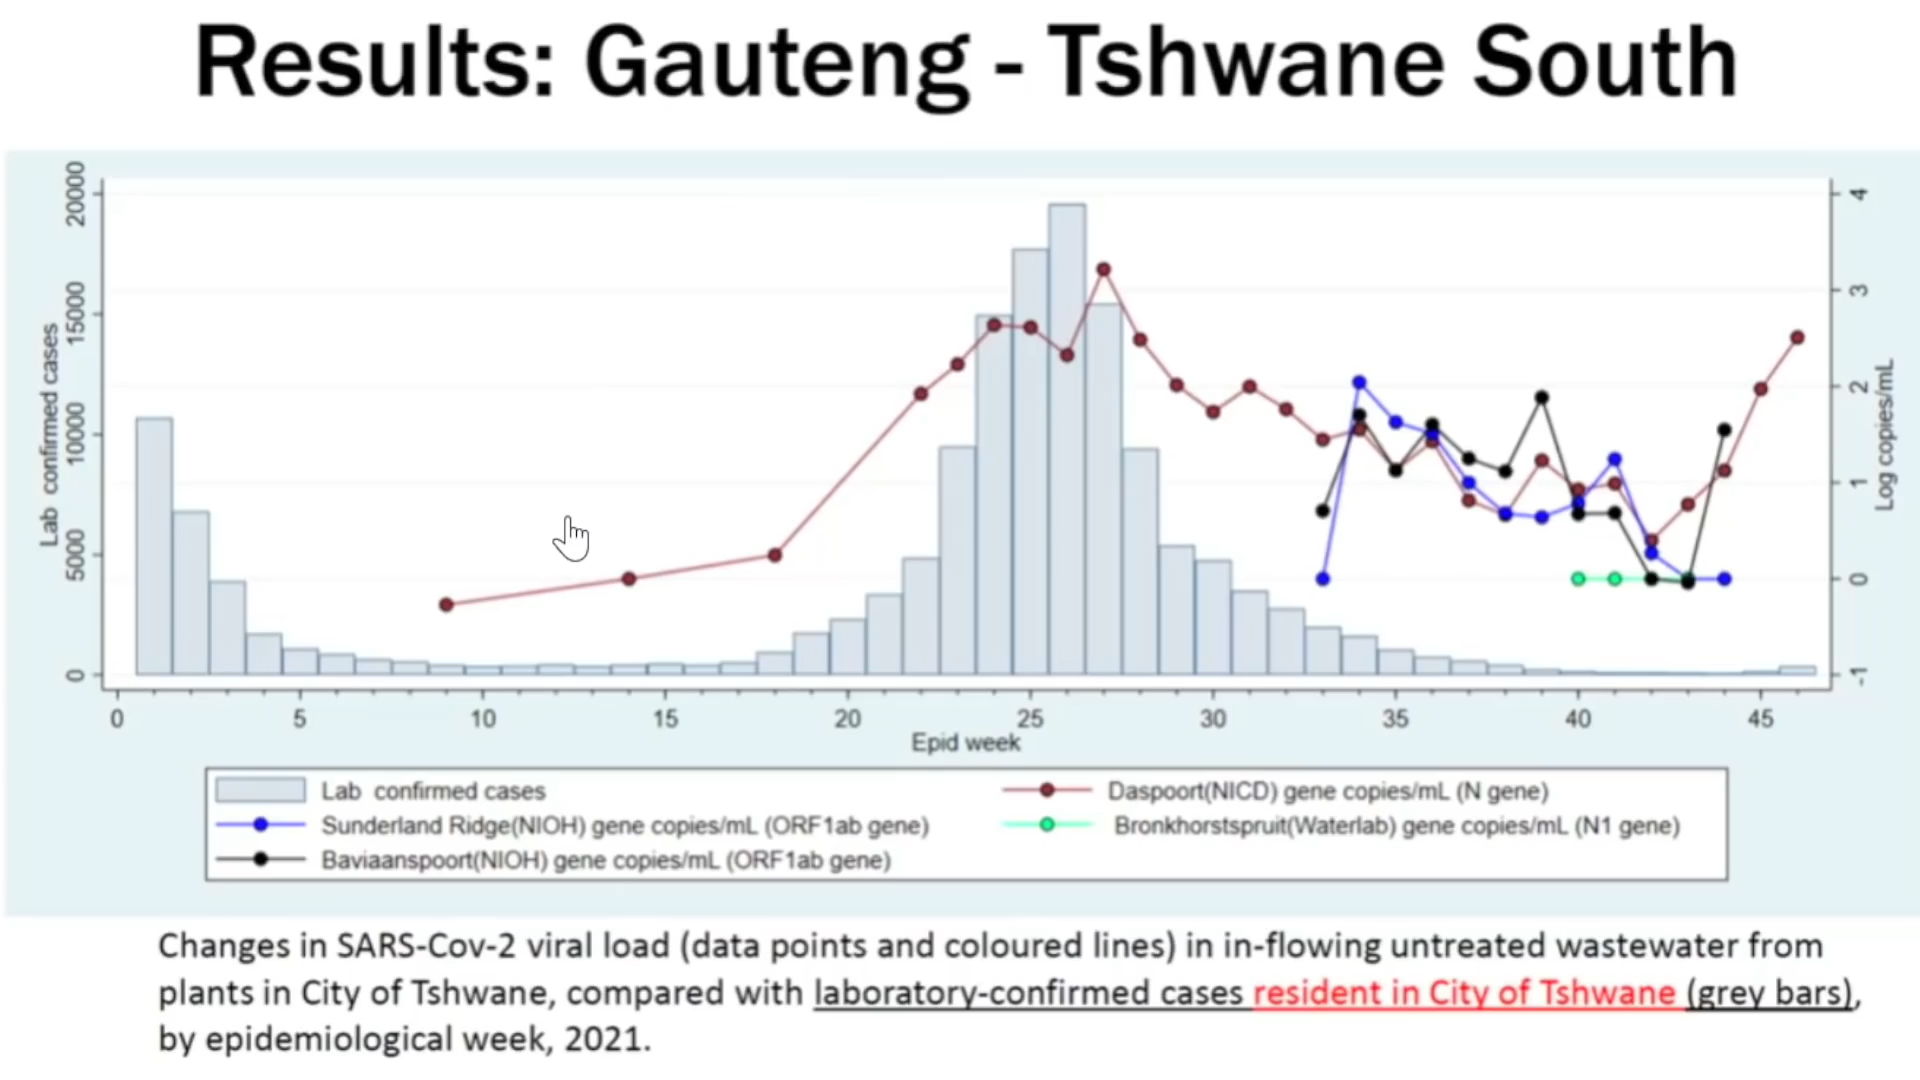 Results: Gauteng - Tshwane South
20000
15000
10000
5000
0
Lab confirmed cases
4
3
2
1
0
-1
Log copies/mL
0 5 10 15 20 25 30 35 40 45
Epid week
Lab confirmed cases
Daspoort(NICD) gene copies/mL (N gene)
Sunderland Ridge(NIOH) gene copies/mL (ORF1ab gene)
Bronkhorstspruit(Waterlab) gene copies/mL (N1 gene)
Baviaanspoort(NIOH) gene copies/mL (ORF1ab gene)
Changes in SARS-Cov-2 viral load (data points and coloured lines) in in-flowing untreated wastewater from
plants in City of Tshwane, compared with laboratory-confirmed cases resident in City of Tshwane (grey bars),
by epidemiological week, 2021.